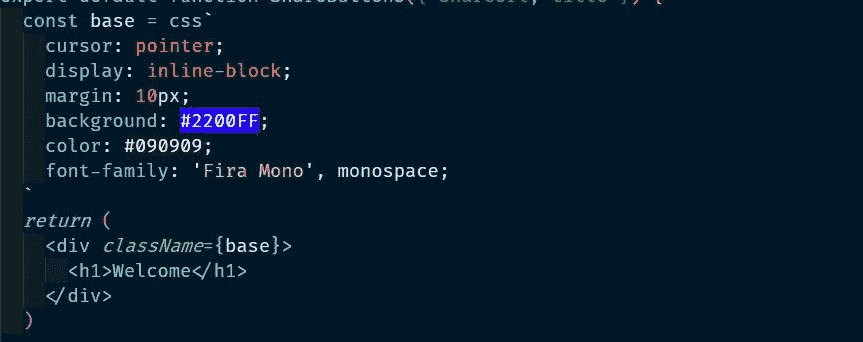 const base = css`
cursor: pointer;
display: inline-block;
margin: 10px;
background: #2200FF;
color: #090909;
font-family: 'Fira Mono', monospace;
`
return (
<div className={base}>
<h1>Welcome</h1>
</div>
)